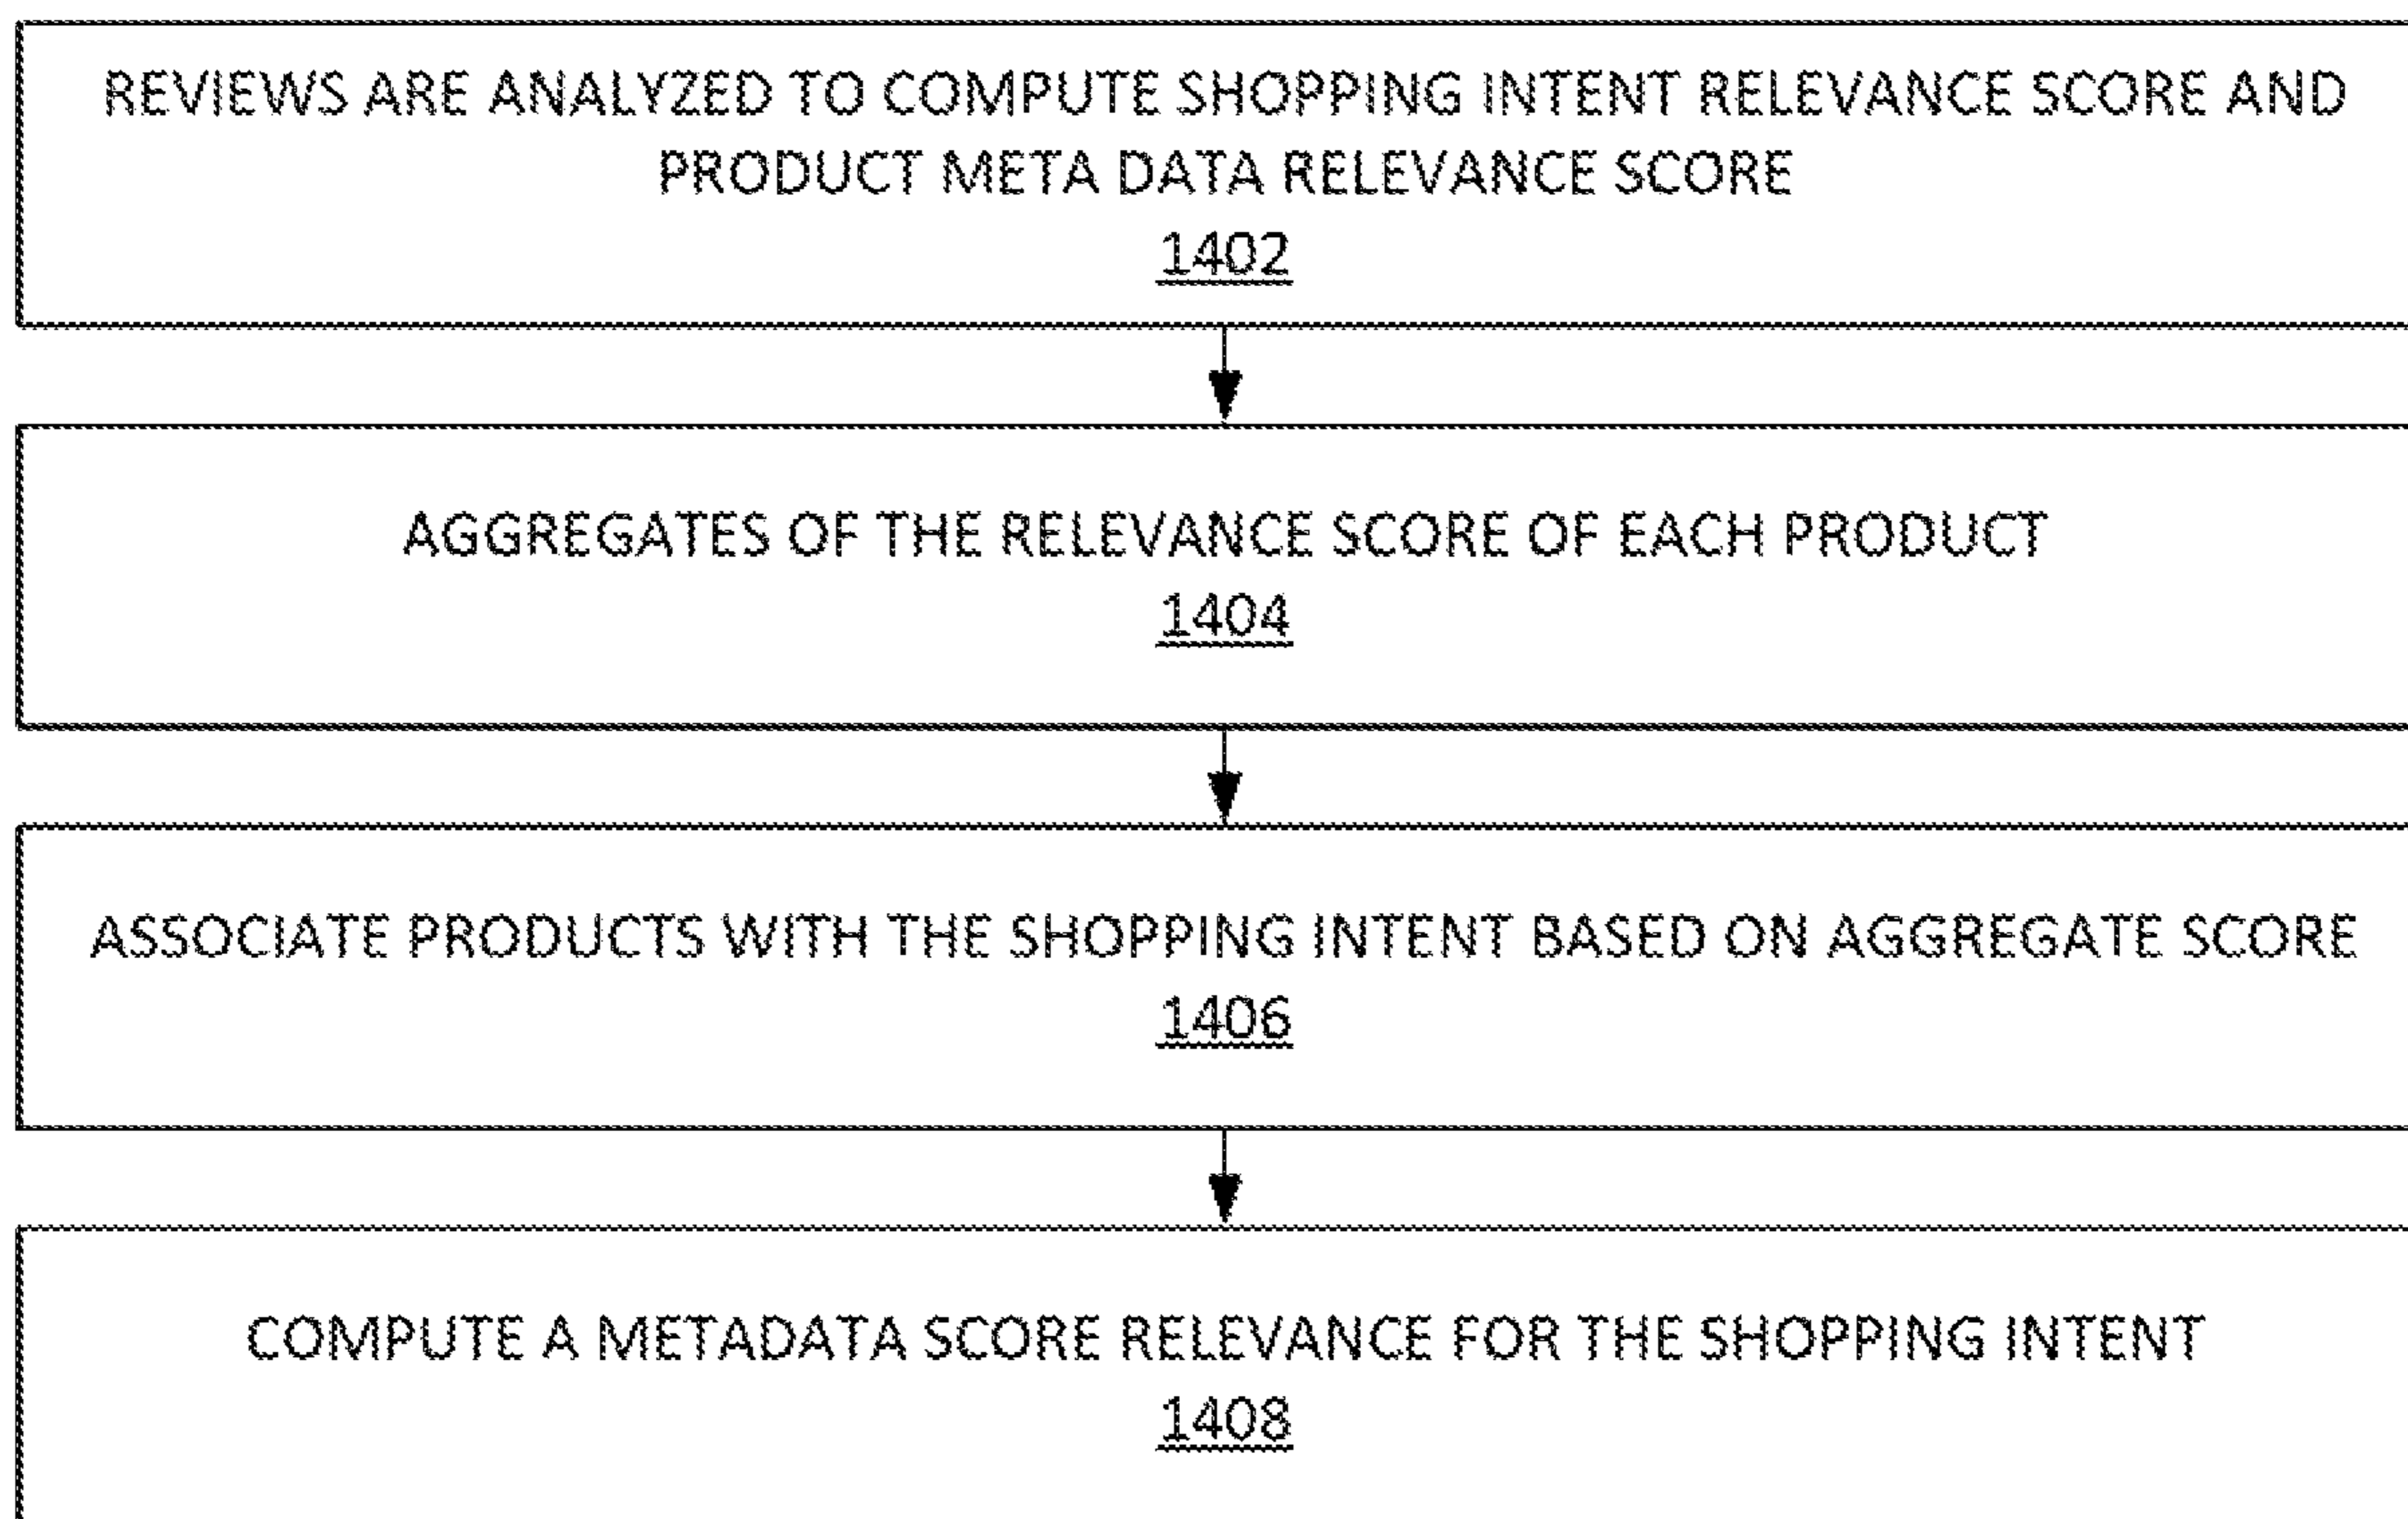 REVIEWS ARE ANALYZED TO COMPUTE SHOPPING INTENT RELEVANCE SCORE AND
PRODUCT META DATA RELEVANCE SCORE
1402
AGGREGATES OF THE RELEVANCE SCORE OF EACH PRODUCT
1404
ASSOCIATE PRODUCTS WITH THE SHOPPING INTENT BASED ON AGGREGATE SCORE
1406
COMPUTE A METADATA SCORE RELEVANCE FOR THE SHOPPING INTENT
1408